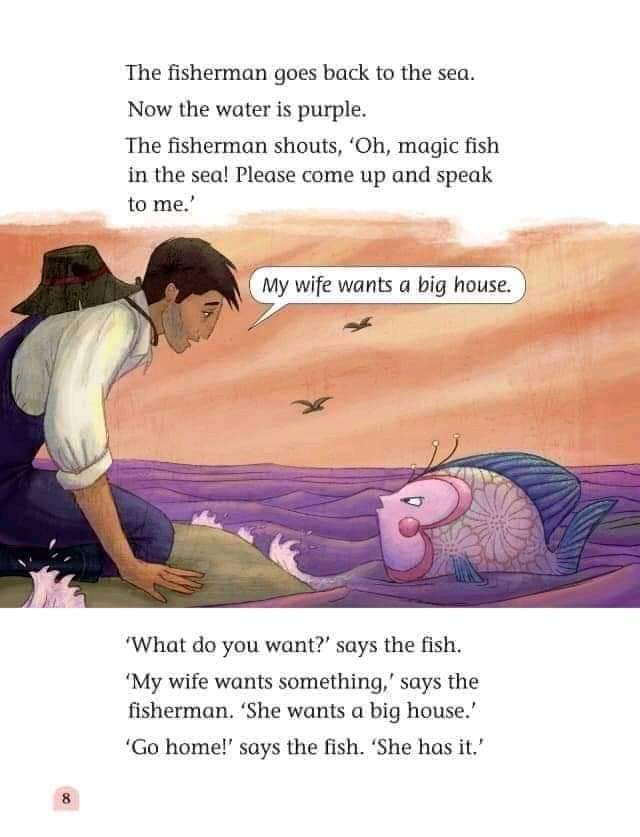 The fisherman goes back to the sea.
Now the water is purple.
The fisherman shouts, ‘Oh, magic fish
in the sea! Please come up and speak
to me.’
My wife wants a big house.
‘What do you want?’ says the fish.
‘My wife wants something,’ says the
fisherman. ‘She wants a big house.’
‘Go home!’ says the fish. ‘She has it.’
8